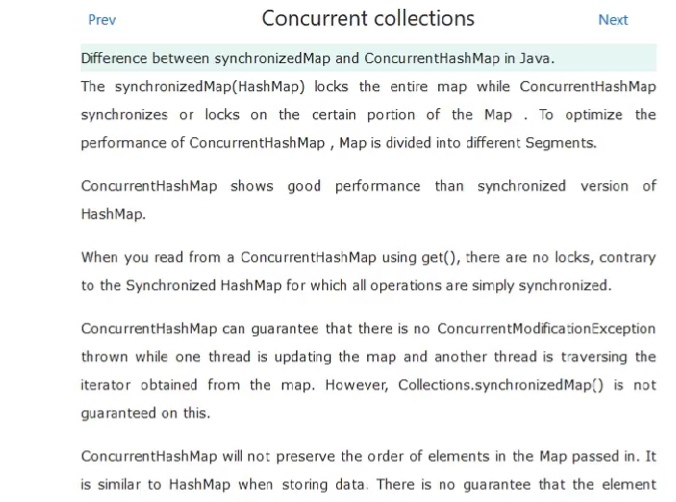 Prev Concurrent collections Next
Difference between synchronizedMap and ConcurrentHashMap in Java.
The synchronizedMap(HashMap) locks the entire map while ConcurrentHashMap
synchronizes or locks on the certain portion of the Map . To optimize the
performance of ConcurrentHashMap , Map is divided into different Segments.
ConcurrentHashMap shows good performance than synchronized version of
HashMap.
When you read from a ConcurrentHashMap using get(), there are no locks, contrary
to the Synchronized HashMap for which all operations are simply synchronized.
ConcurrentHashMap can guarantee that there is no ConcurrentModificationException
thrown while one thread is updating the map and another thread is traversing the
iterator obtained from the map. However, Collections.synchronizedMap() is not
guaranteed on this.
ConcurrentHashMap will not preserve the order of elements in the Map passed in. It
is similar to HashMap when storing data. There is no guarantee that the element